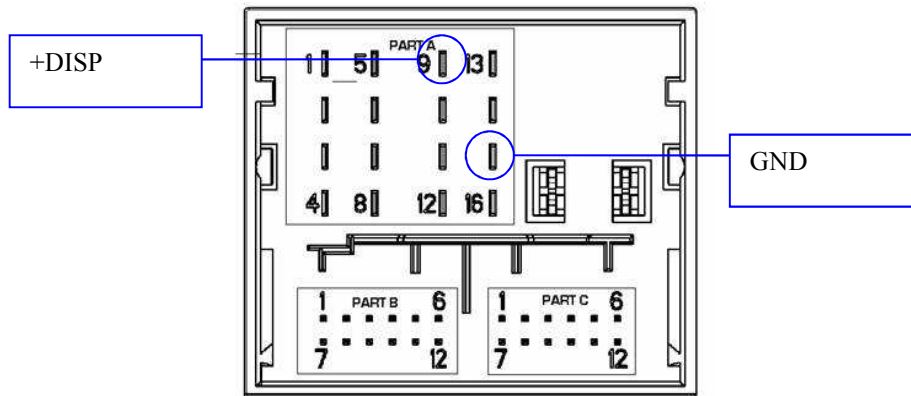 +DISP
PART A
1 5 9 13
GND
4 8 12 16
1 PART B 6
1 PART C 6
7 12
7 12